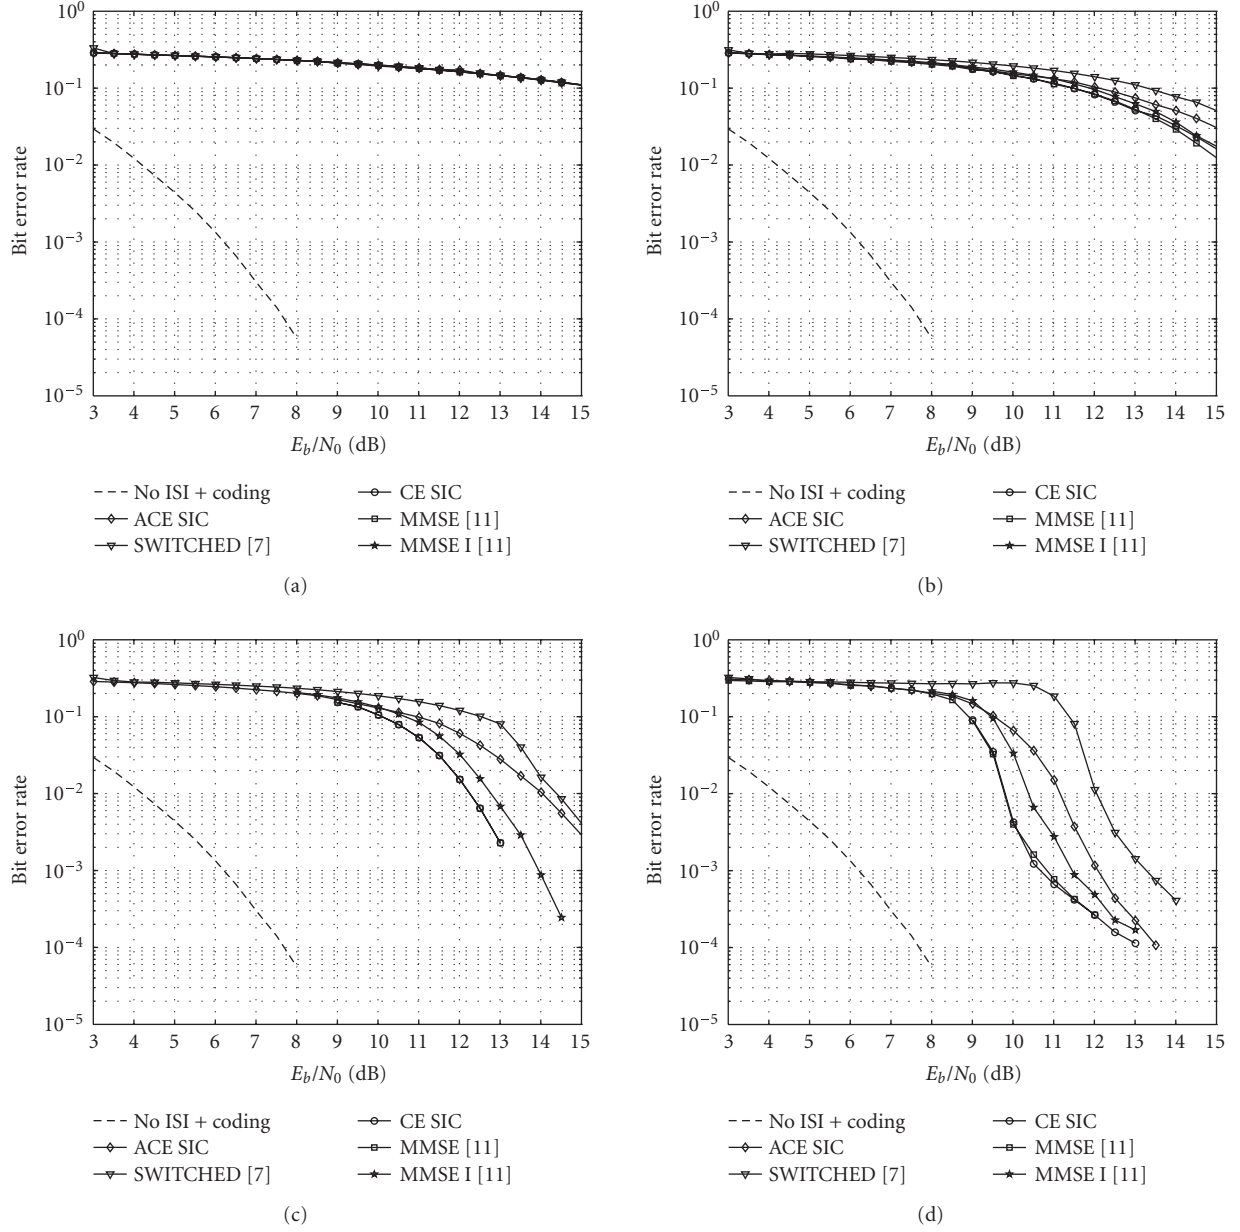 10⁰
10⁻¹
10⁻²
10⁻³
10⁻⁴
10⁻⁵
Bit error rate
3 4 5 6 7 8 9 10 11 12 13 14 15
E_b/N_0 (dB)
No ISI + coding
ACE SIC
SWITCHED [7]
CE SIC
MMSE [11]
MMSE I [11]
(a)
10⁰
10⁻¹
10⁻²
10⁻³
10⁻⁴
10⁻⁵
Bit error rate
3 4 5 6 7 8 9 10 11 12 13 14 15
E_b/N_0 (dB)
No ISI + coding
ACE SIC
SWITCHED [7]
CE SIC
MMSE [11]
MMSE I [11]
(b)
10⁰
10⁻¹
10⁻²
10⁻³
10⁻⁴
10⁻⁵
Bit error rate
3 4 5 6 7 8 9 10 11 12 13 14 15
E_b/N_0 (dB)
No ISI + coding
ACE SIC
SWITCHED [7]
CE SIC
MMSE [11]
MMSE I [11]
(c)
10⁰
10⁻¹
10⁻²
10⁻³
10⁻⁴
10⁻⁵
Bit error rate
3 4 5 6 7 8 9 10 11 12 13 14 15
E_b/N_0 (dB)
No ISI + coding
ACE SIC
SWITCHED [7]
CE SIC
MMSE [11]
MMSE I [11]
(d)